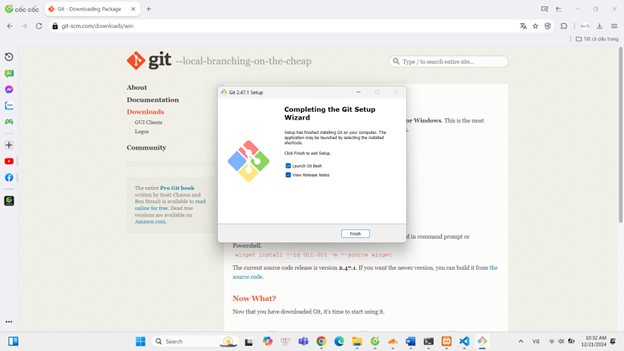 cốc cốc
Git - Downloading Package
git-scm.com/downloads/win
Tất cả dấu trang
git --local-branching-on-the-cheap
Type / to search entire site...
About
Documentation
Downloads
GUI Clients
Logos
Community
The entire Pro Git book
written by Scott Chacon and
Ben Straub is available to read
online for free. Dead tree
versions are available on
Amazon.com.
Git 2.47.1 Setup
Completing the Git Setup
Wizard
Setup has finished installing Git on your computer. The
application may be launched by selecting the installed
shortcuts.
Click Finish to exit Setup.
Launch Git Bash
View Release Notes
Finish
or Windows. This is the most
d in command prompt or
Powershell.
winget install --id Git.Git -e --source winget
The current source code release is version 2.47.1. If you want the newer version, you can build it from the
source code.
Now What?
Now that you have downloaded Git, it's time to start using it.
Search
VIE
10:32 AM
12/21/2024